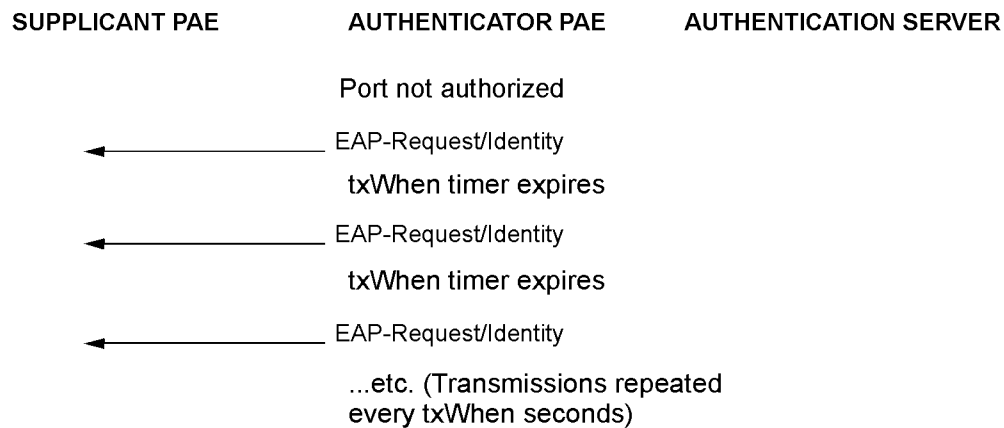 SUPPLICANT PAE AUTHENTICATOR PAE AUTHENTICATION SERVER
Port not authorized
EAP-Request/Identity
txWhen timer expires
EAP-Request/Identity
txWhen timer expires
EAP-Request/Identity
...etc. (Transmissions repeated
every txWhen seconds)